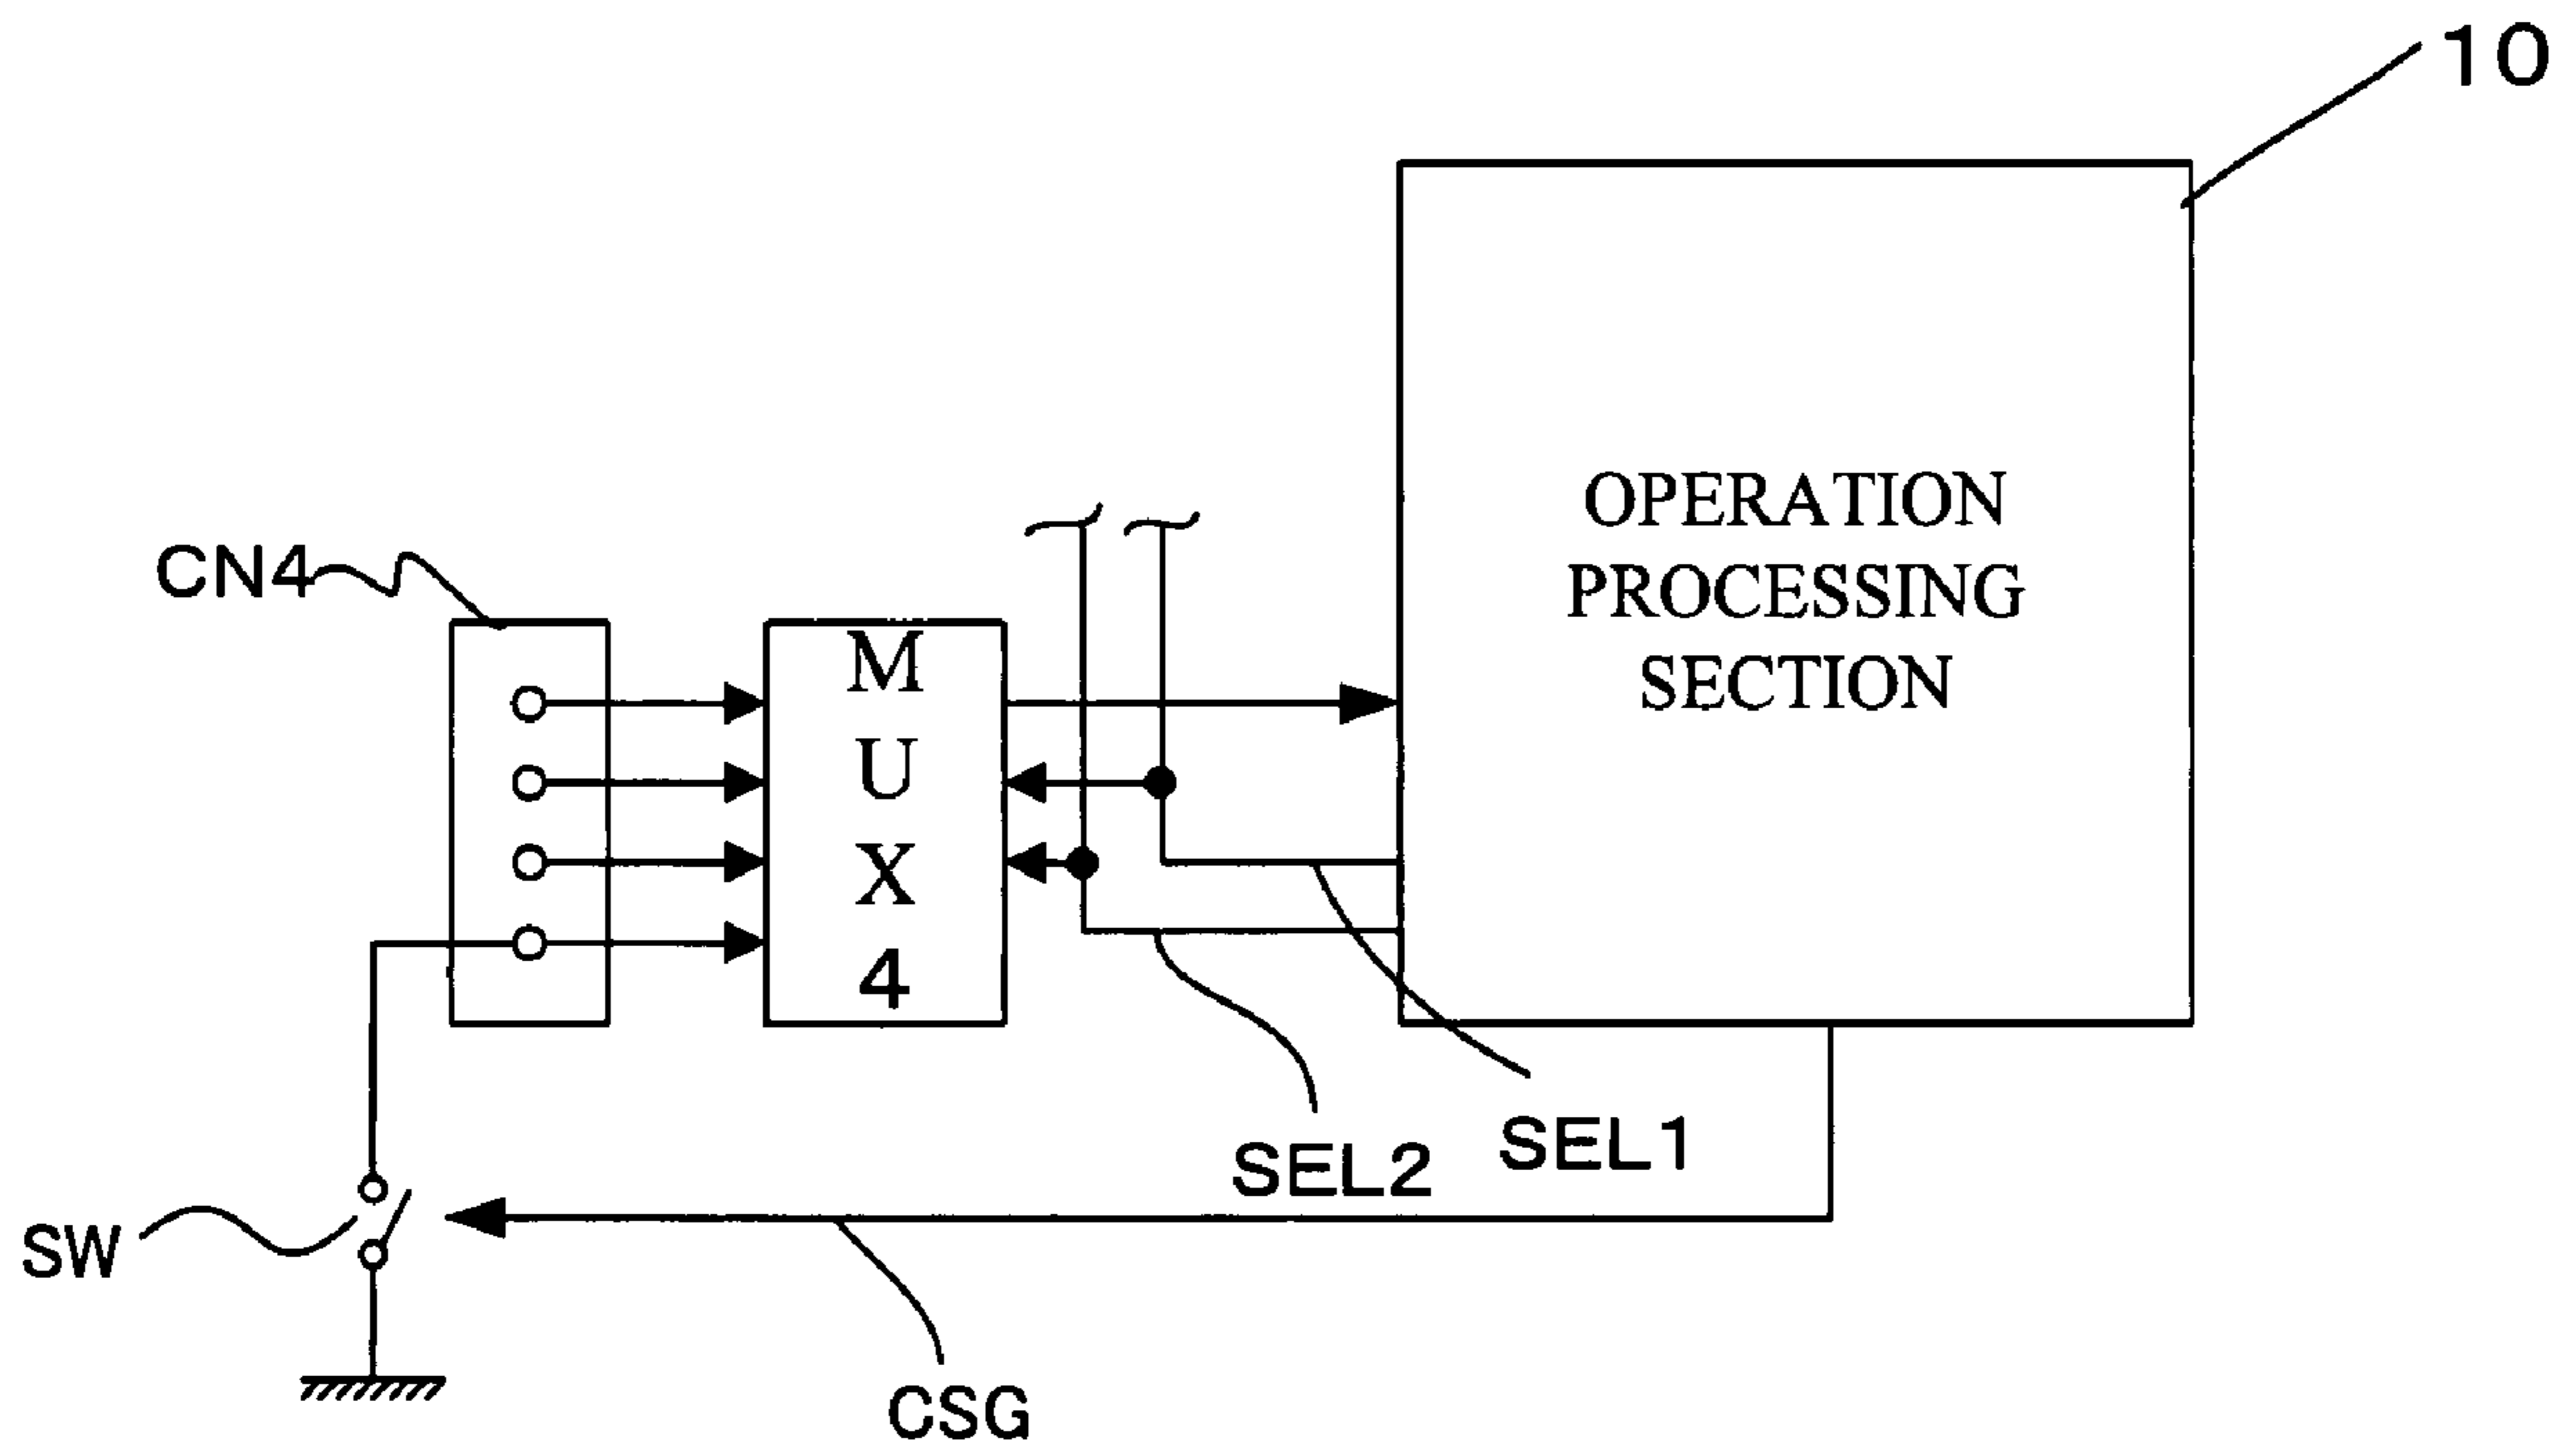 10
OPERATION
PROCESSING
SECTION
CN4
M
U
X
4
SEL1
SEL2
SW
CSG